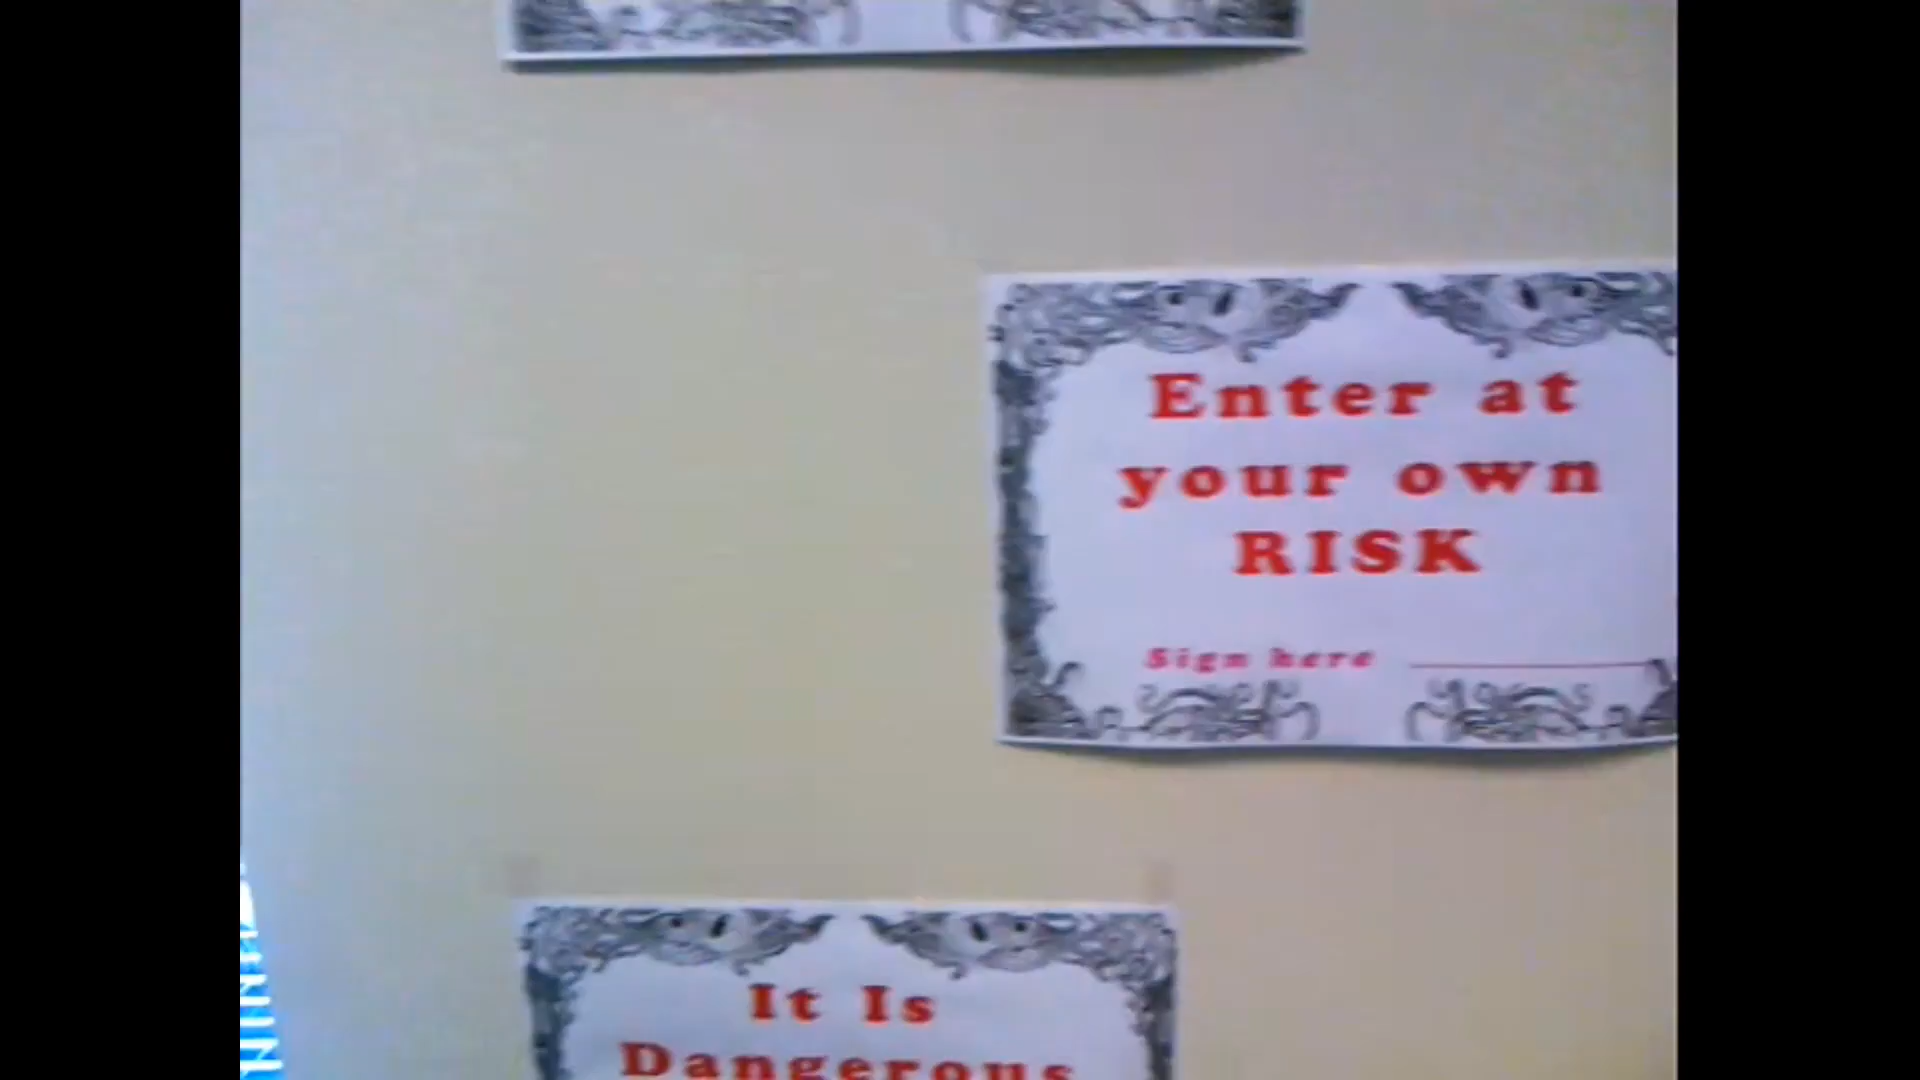 Enter at
your own
RISK
Sign here
It Is
Dangerous